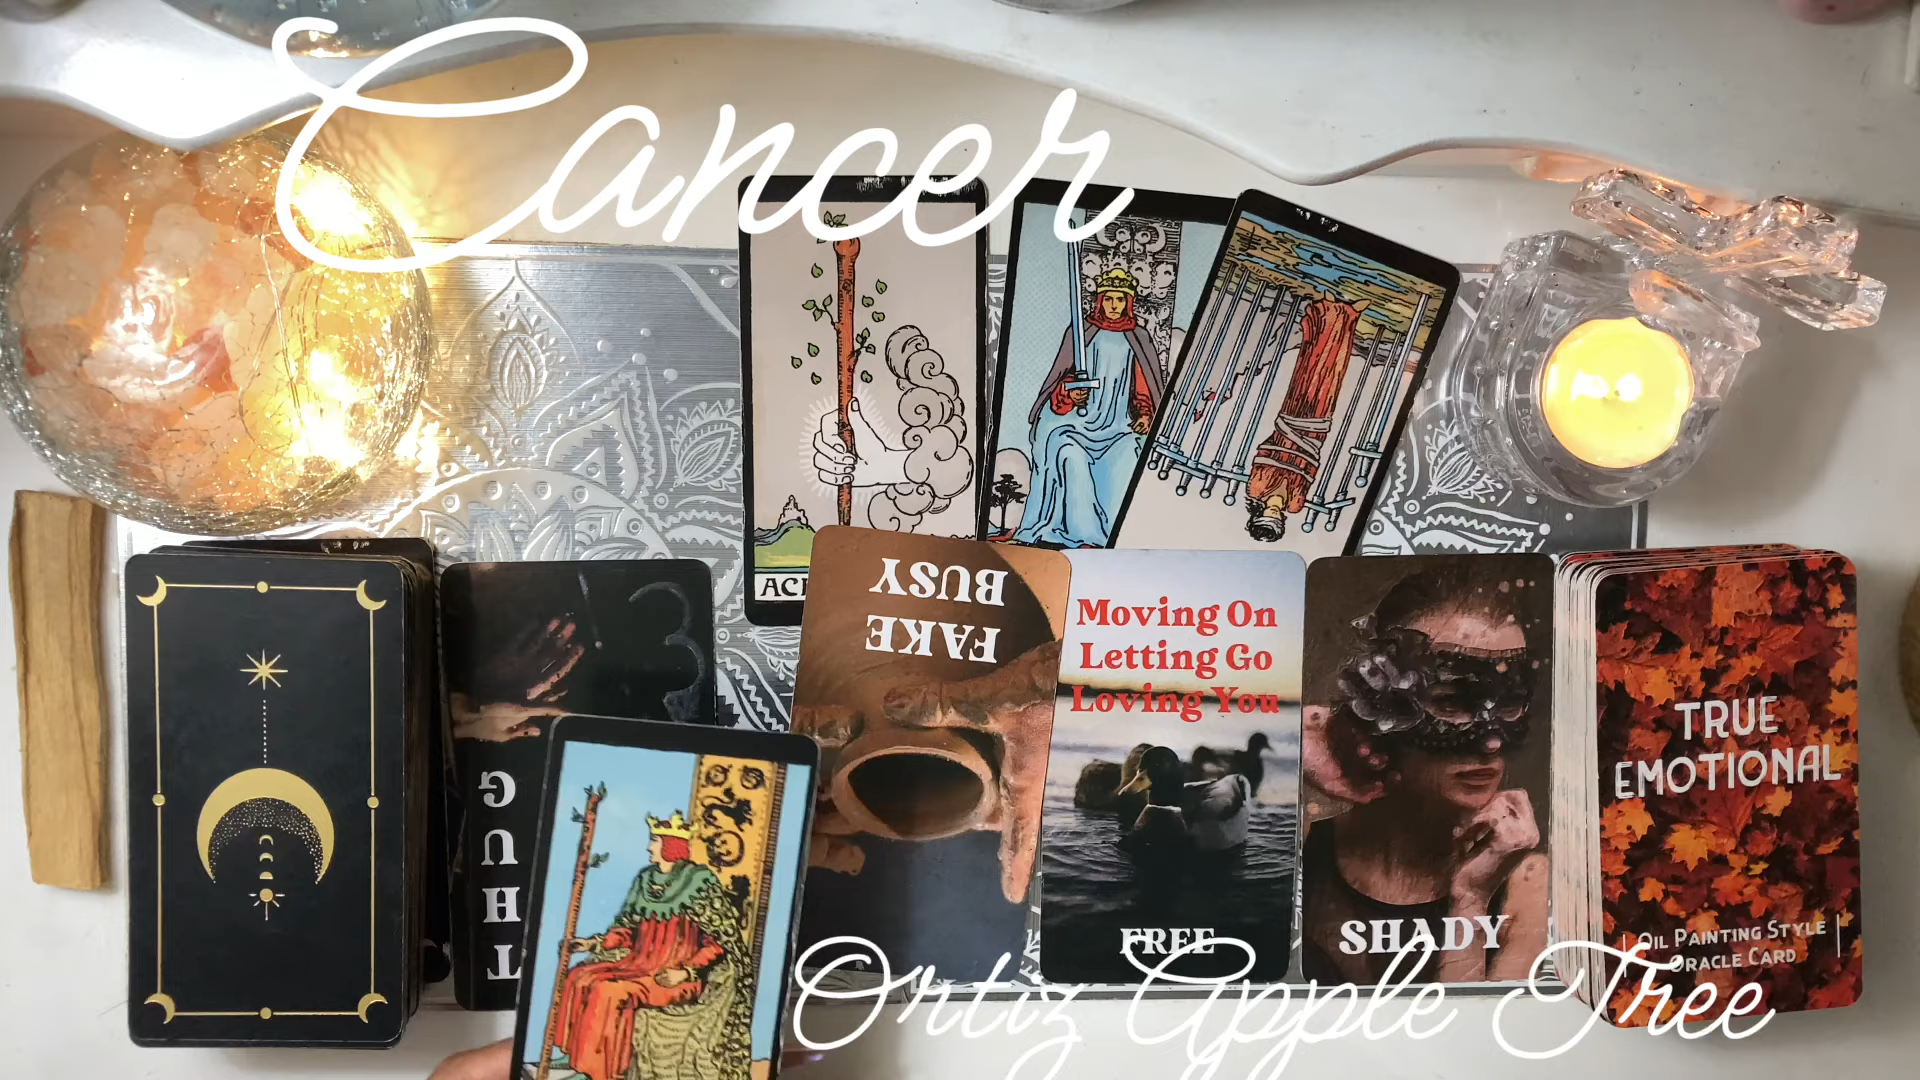 Cancer
ACE
BUSY
FAKE
Moving On
Letting Go
Loving You
THUG
FREE
SHADY
TRUE
EMOTIONAL
OIL PAINTING STYLE
ORACLE CARD
Ortiz Apple Tree